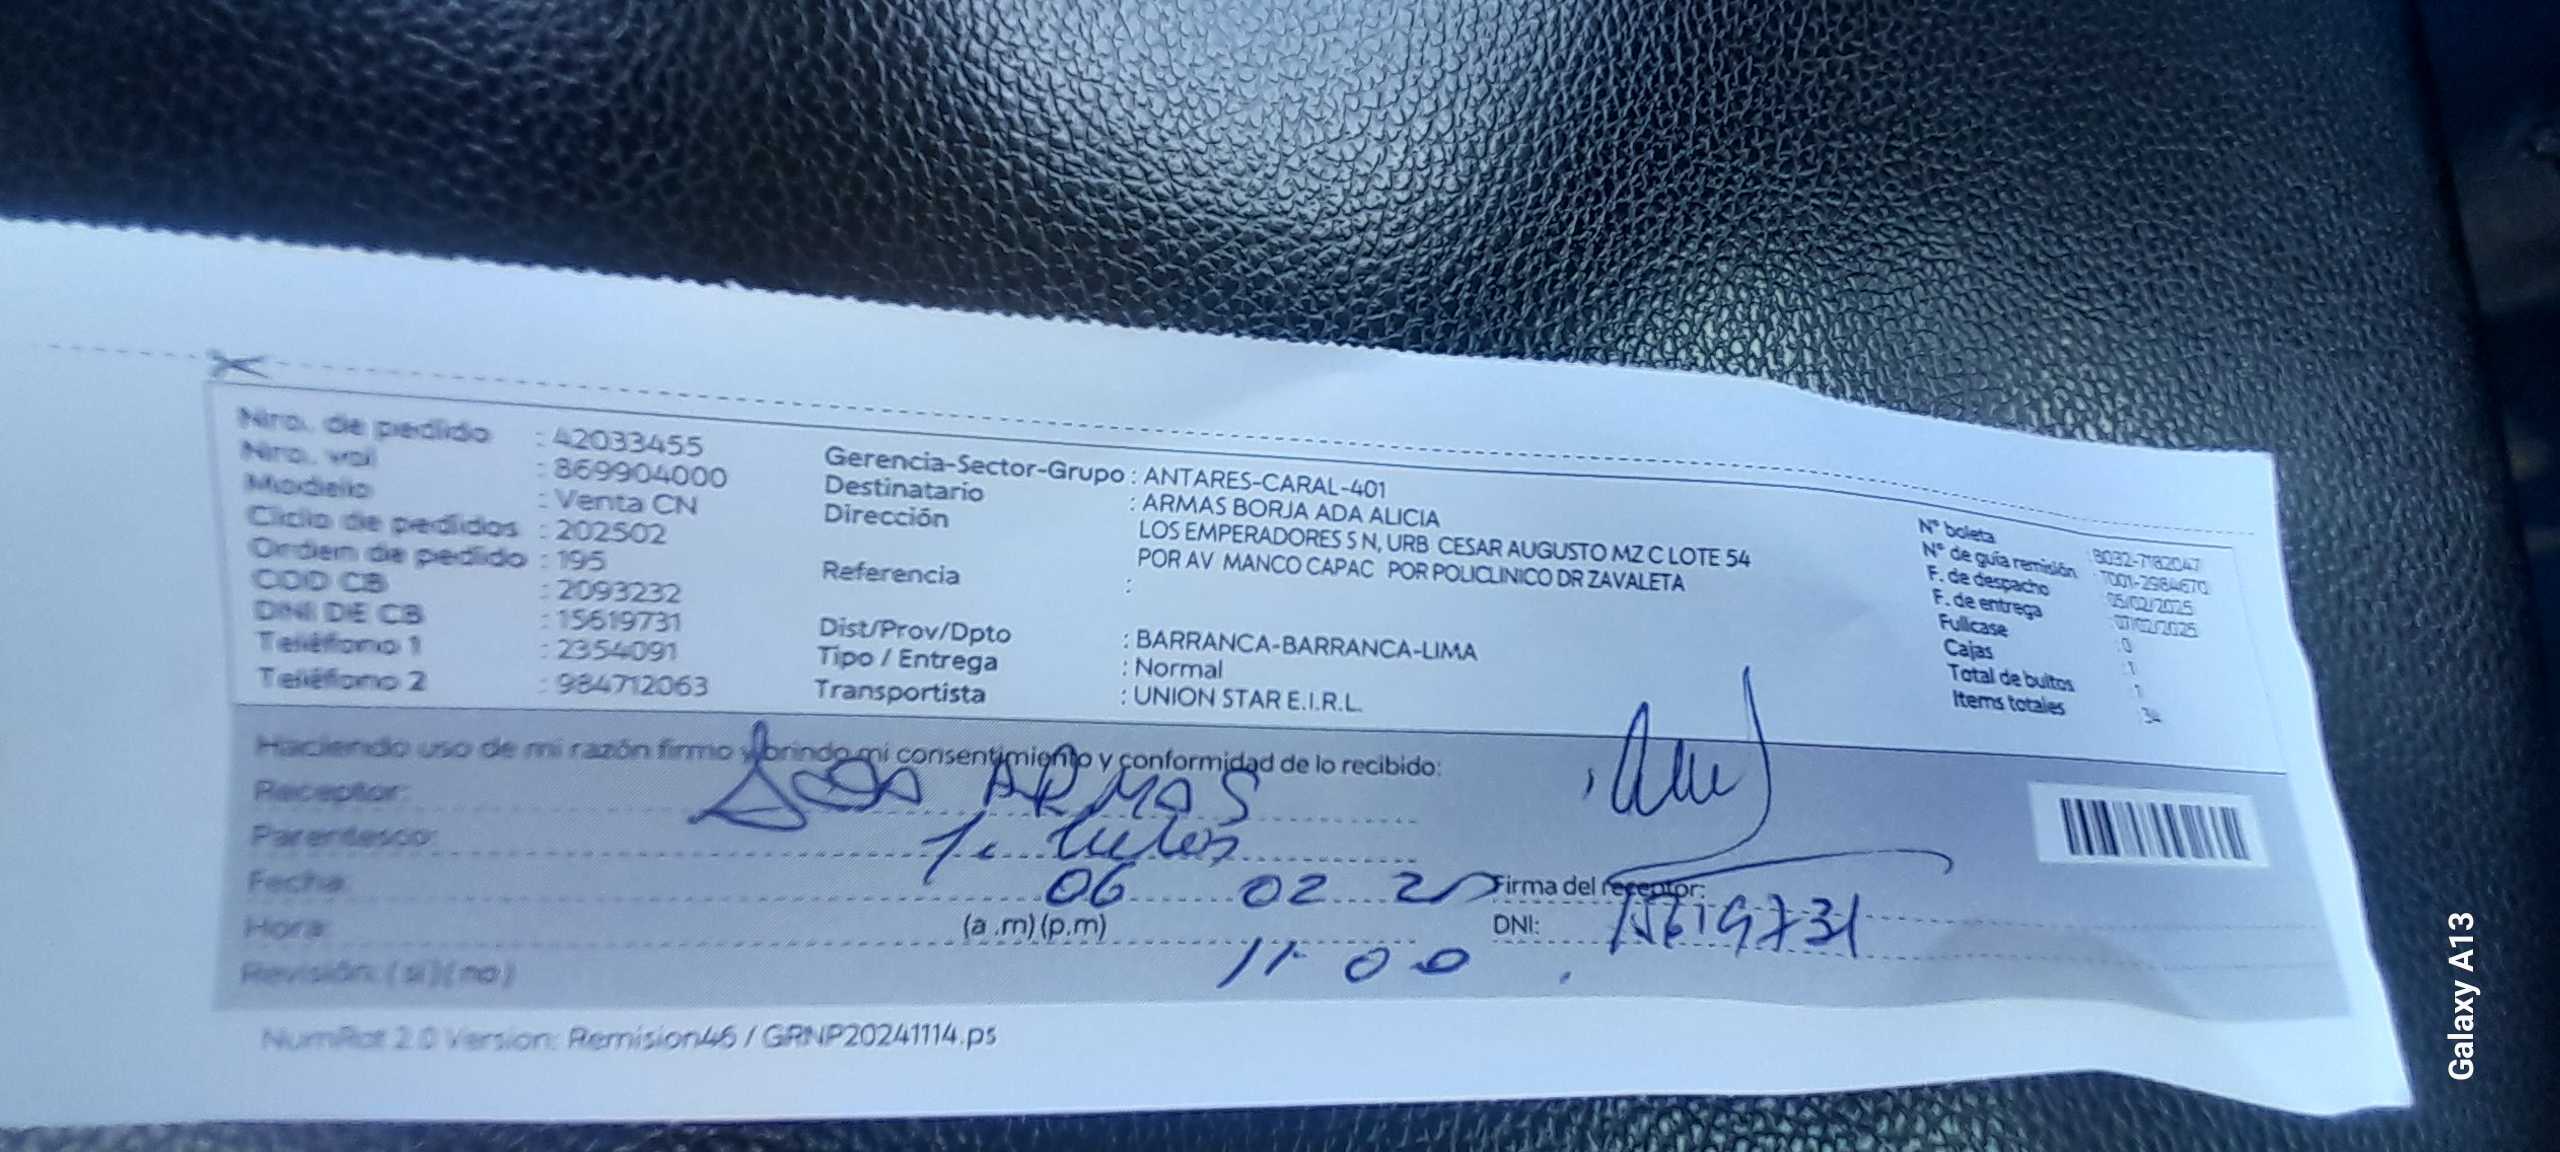 Nro. de pedido : 42033455
Nro. vol : 869904000
Modelo : Venta CN
Ciclo de pedidos : 202502
Orden de pedido : 195
COD CB : 2093232
DNI DE CB : 15619731
Teléfono 1 : 2354091
Teléfono 2 : 984712063
Gerencia-Sector-Grupo : ANTARES-CARAL-401
Destinatario : ARMAS BORJA ADA ALICIA
Dirección LOS EMPERADORES S N, URB CESAR AUGUSTO MZ C LOTE 54
POR AV MANCO CAPAC POR POLICLINICO DR ZAVALETA
Referencia :
Dist/Prov/Dpto : BARRANCA-BARRANCA-LIMA
Tipo / Entrega : Normal
Transportista : UNION STAR E.I.R.L.
N° boleta : B032-7182047
N° de guía remisión : T001-2984670
F. de despacho : 05/02/2025
F. de entrega : 07/02/2025
Fullcase : 0
Cajas : 1
Total de bultos : 1
Items totales : 34
Haciendo uso de mi razón firmo y brindo mi consentimiento y conformidad de lo recibido:
Receptor: ARMAS
Parentesco:
Fecha: 06 02 25
Hora: (a .m) (p.m) 11 00
Revisión: ( si ) ( no )
Firma del receptor:
DNI: 15619731
NumRot 2.0 Version: Remision46 / GRNP20241114.ps
Galaxy A13